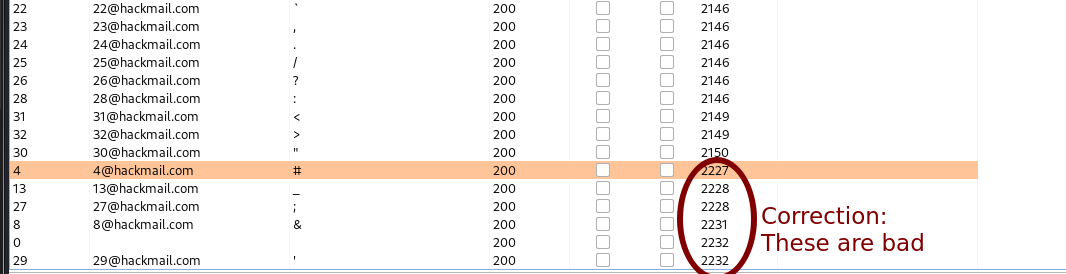 22 22@hackmail.com ` 200 2146
23 23@hackmail.com , 200 2146
24 24@hackmail.com . 200 2146
25 25@hackmail.com / 200 2146
26 26@hackmail.com ? 200 2146
28 28@hackmail.com : 200 2146
31 31@hackmail.com < 200 2149
32 32@hackmail.com > 200 2149
30 30@hackmail.com " 200 2150
4 4@hackmail.com # 200 2227
13 13@hackmail.com _ 200 2228
27 27@hackmail.com ; 200 2228
8 8@hackmail.com & 200 2231
0 200 2232
29 29@hackmail.com ' 200 2232
Correction:
These are bad